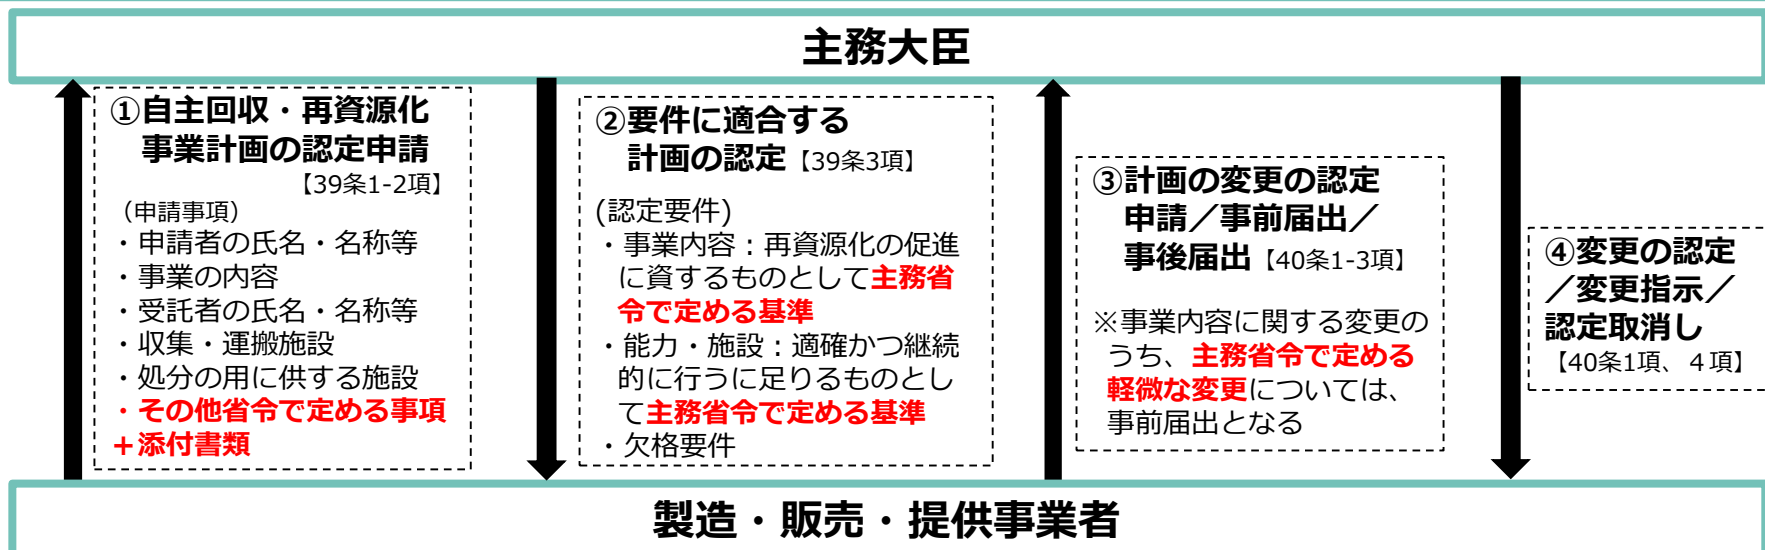 主務大臣
①自主回収・再資源化
事業計画の認定申請
【39条1-2項】
（申請事項）
・申請者の氏名・名称等
・事業の内容
・受託者の氏名・名称等
・収集・運搬施設
・処分の用に供する施設
・その他省令で定める事項
＋添付書類
②要件に適合する
計画の認定【39条3項】
(認定要件)
・事業内容：再資源化の促進
に資するものとして主務省
令で定める基準
・能力・施設：適確かつ継続
的に行うに足りるものとし
て主務省令で定める基準
・欠格要件
③計画の変更の認定
申請／事前届出／
事後届出【40条1-3項】
※事業内容に関する変更の
うち、主務省令で定める
軽微な変更については、
事前届出となる
④変更の認定
／変更指示／
認定取消し
【40条1項、４項】
製造・販売・提供事業者